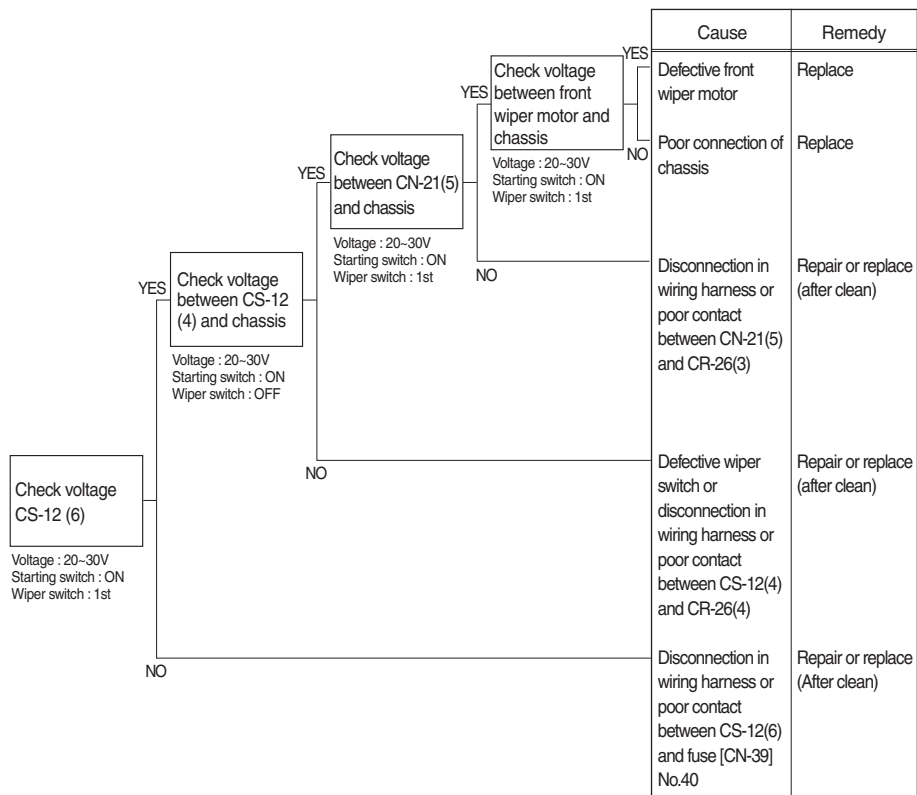 Cause Remedy
YES
Check voltage
between front
wiper motor and
chassis
YES
Defective front
wiper motor
Replace
NO
Poor connection of
chassis
Replace
Voltage : 20~30V
Starting switch : ON
Wiper switch : 1st
Check voltage
between CN-21(5)
and chassis
YES
Voltage : 20~30V
Starting switch : ON
Wiper switch : 1st
NO
Disconnection in
wiring harness or
poor contact
between CN-21(5)
and CR-26(3)
Repair or replace
(after clean)
YES
Check voltage
between CS-12
(4) and chassis
Voltage : 20~30V
Starting switch : ON
Wiper switch : OFF
NO
Defective wiper
switch or
disconnection in
wiring harness or
poor contact
between CS-12(4)
and CR-26(4)
Repair or replace
(after clean)
Check voltage
CS-12 (6)
Voltage : 20~30V
Starting switch : ON
Wiper switch : 1st
NO
Disconnection in
wiring harness or
poor contact
between CS-12(6)
and fuse [CN-39]
No.40
Repair or replace
(After clean)